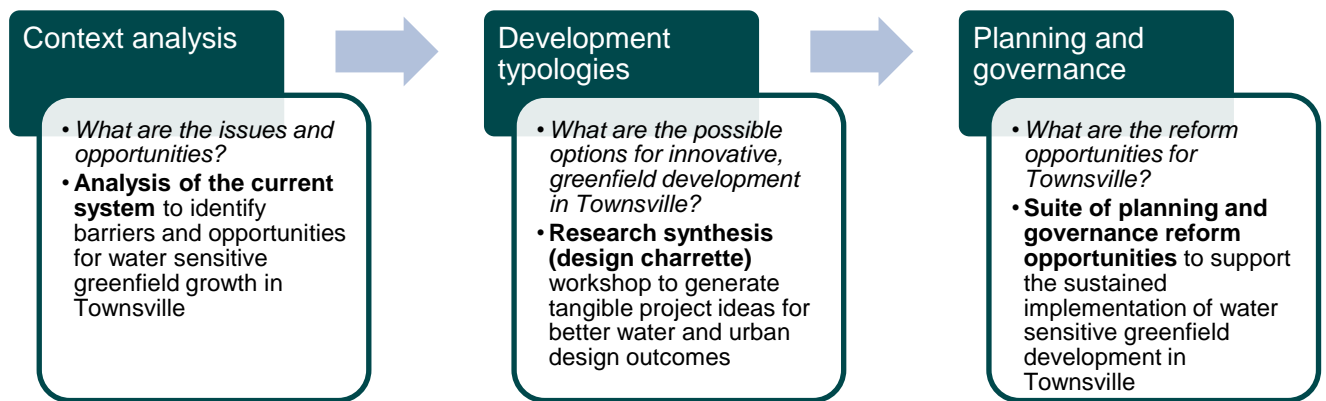 Context analysis
• What are the issues and
opportunities?
• Analysis of the current
system to identify
barriers and opportunities
for water sensitive
greenfield growth in
Townsville
Development
typologies
• What are the possible
options for innovative,
greenfield development
in Townsville?
• Research synthesis
(design charrette)
workshop to generate
tangible project ideas for
better water and urban
design outcomes
Planning and
governance
• What are the reform
opportunities for
Townsville?
• Suite of planning and
governance reform
opportunities to support
the sustained
implementation of water
sensitive greenfield
development in
Townsville